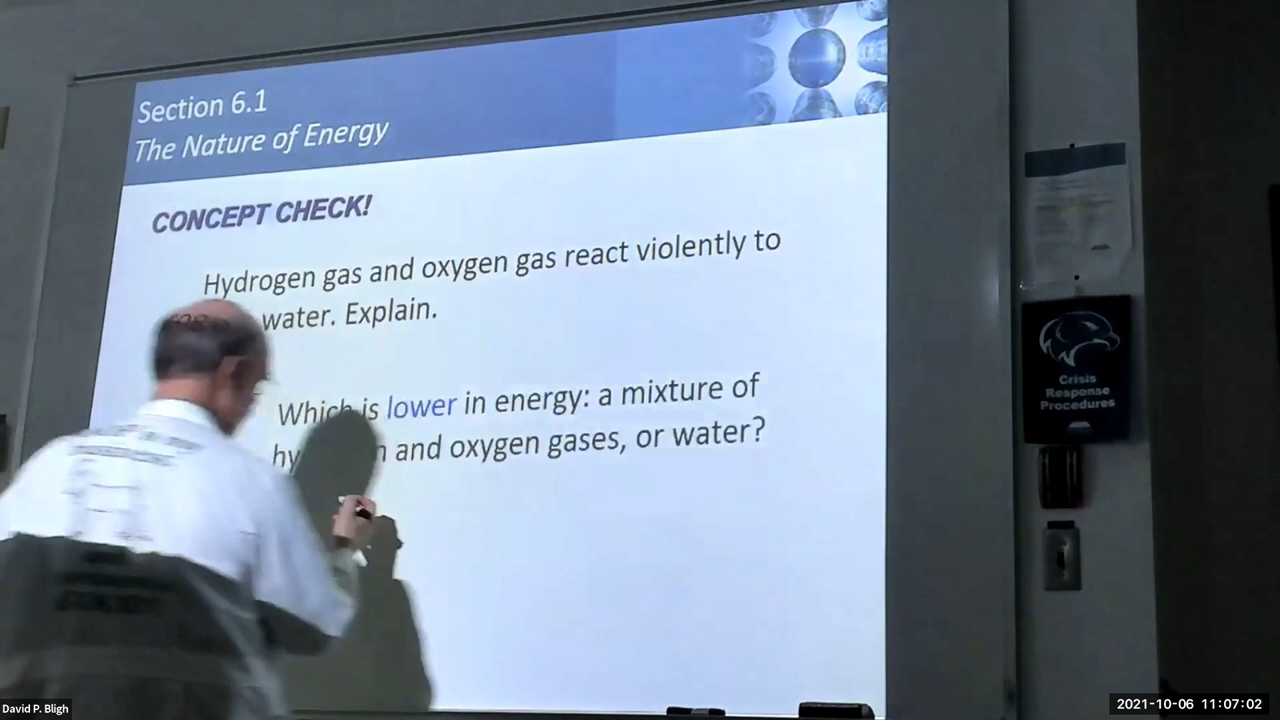 Section 6.1
The Nature of Energy
CONCEPT CHECK!
Hydrogen gas and oxygen gas react violently to
water. Explain.
Which is lower in energy: a mixture of
and oxygen gases, or water?
Crisis
Response
Procedures
David P. Bligh
2021-10-06 11:07:02